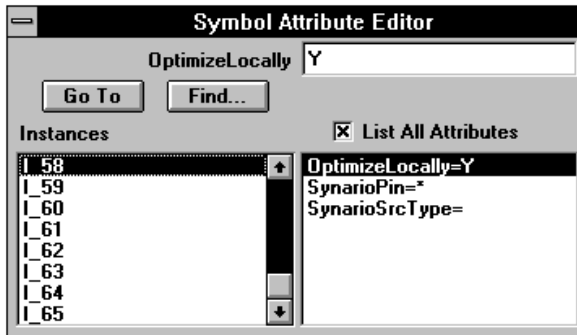 Symbol Attribute Editor
OptimizeLocally Y
Go To Find...
Instances
List All Attributes
I_58
I_59
I_60
I_61
I_62
I_63
I_64
I_65
OptimizeLocally=Y
SynarioPin=*
SynarioSrcType=